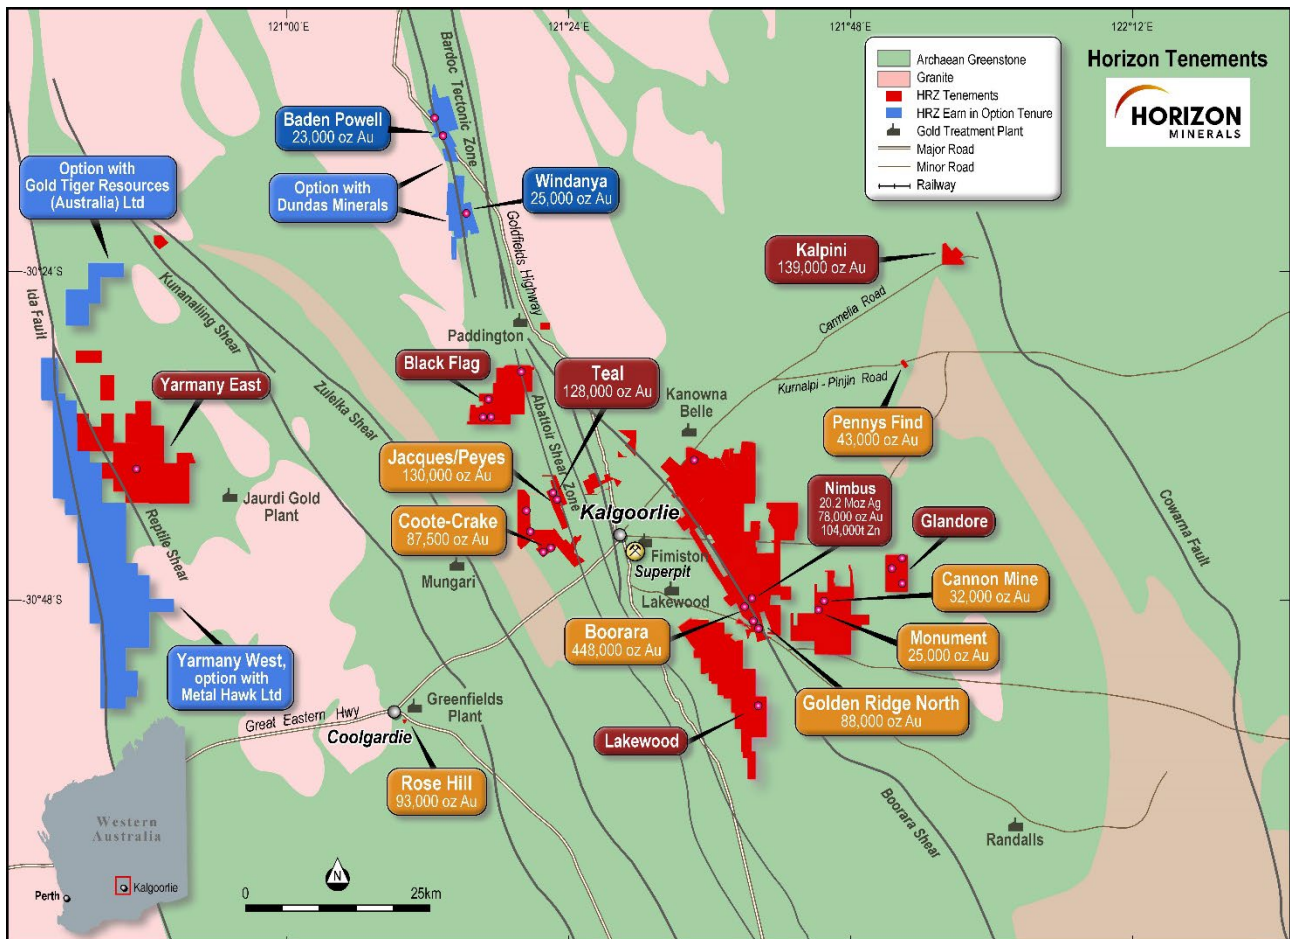 121°00´E
121°24´E
121°48´E
122°12´E
Horizon Tenements
HORIZON
MINERALS
Archaean Greenstone
Granite
HRZ Tenements
HRZ Earn in Option Tenure
Gold Treatment Plant
Major Road
Minor Road
Railway
Bardoc Tectonic Zone
Baden Powell
23,000 oz Au
Option with
Gold Tiger Resources
(Australia) Ltd
Option with
Dundas Minerals
Windanya
25,000 oz Au
Goldfields Highway
Kalpini
139,000 oz Au
-30°24´S
Ida Fault
Kunanalling Shear
Carmelia Road
Paddington
Black Flag
Teal
128,000 oz Au
Yarmany East
Zuleika Shear
Abattoir Shear Zone
Kanowna
Belle
Kurnalpi - Pinjin Road
Pennys Find
43,000 oz Au
Jacques/Peyes
130,000 oz Au
Jaurdi Gold
Plant
Reptile Shear
Coote-Crake
87,500 oz Au
Kalgoorlie
Nimbus
20.2 Moz Ag
78,000 oz Au
104,000t Zn
Glandore
Cowarna Fault
Fimiston
Superpit
Mungari
Lakewood
Cannon Mine
32,000 oz Au
-30°48´S
Boorara
448,000 oz Au
Monument
25,000 oz Au
Yarmany West,
option with
Metal Hawk Ltd
Golden Ridge North
88,000 oz Au
Greenfields
Plant
Great Eastern Hwy
Coolgardie
Lakewood
Rose Hill
93,000 oz Au
Boorara Shear
Randalls
Western
Australia
Perth
Kalgoorlie
N
0
25km